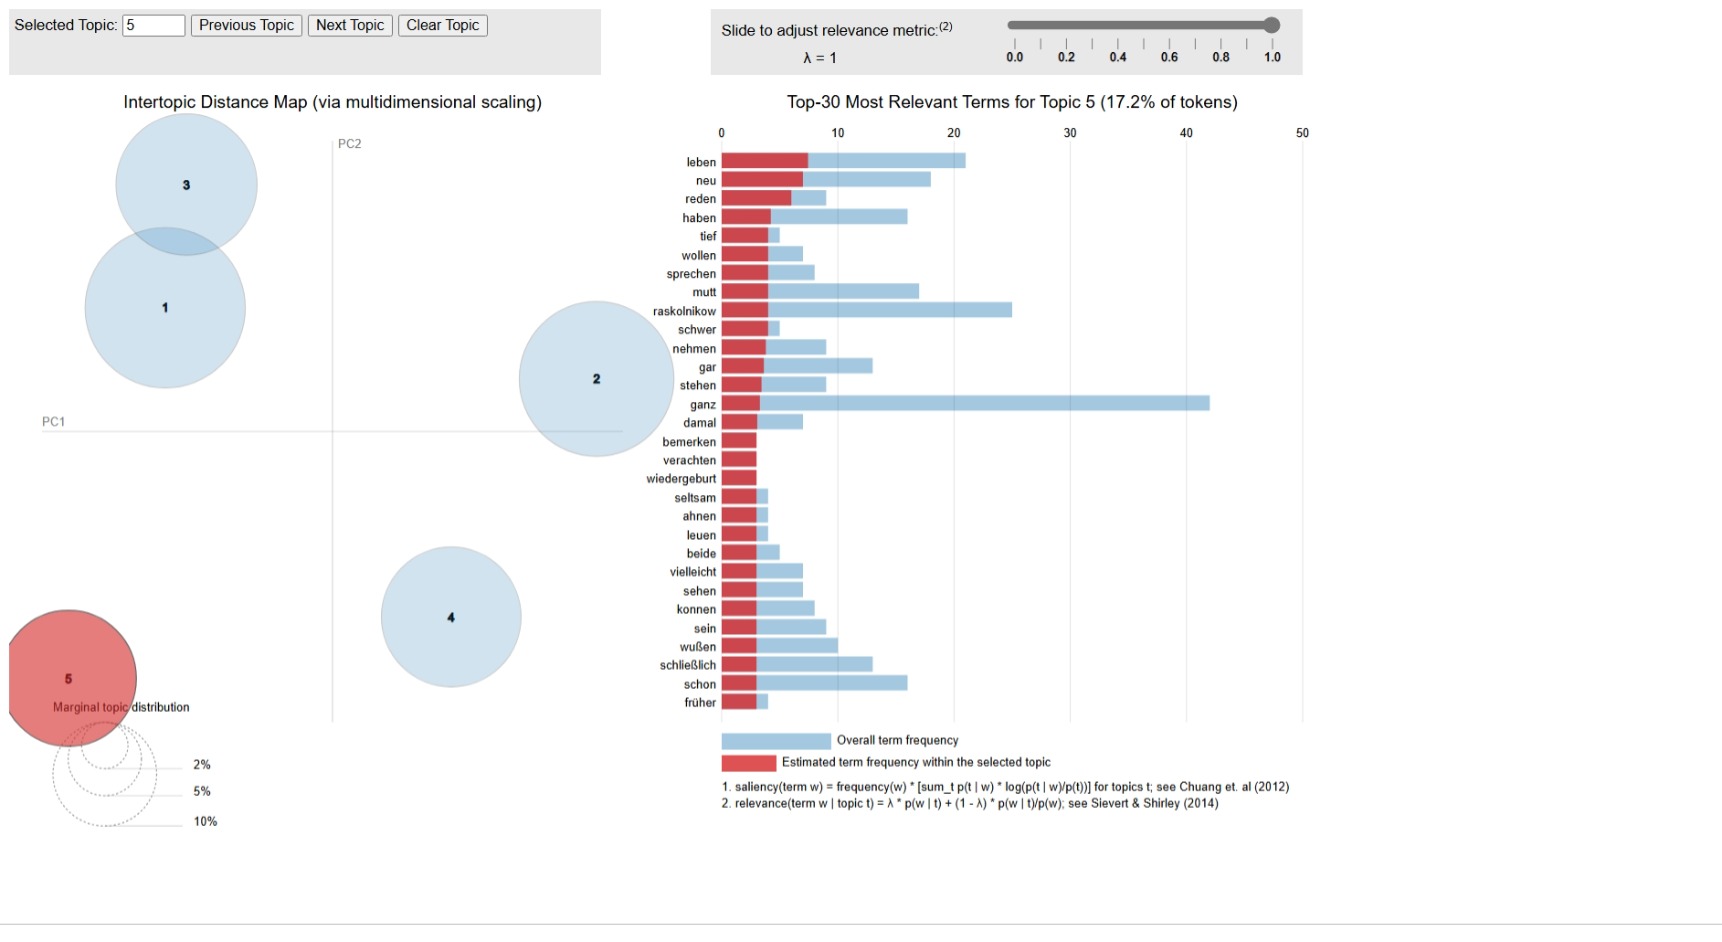 Selected Topic: 5 Previous Topic Next Topic Clear Topic
Slide to adjust relevance metric:(2)
λ = 1
0.0 0.2 0.4 0.6 0.8 1.0
Intertopic Distance Map (via multidimensional scaling)
PC2
PC1
3
1
2
4
5
Marginal topic distribution
2%
5%
10%
Top-30 Most Relevant Terms for Topic 5 (17.2% of tokens)
0 10 20 30 40 50
leben
neu
reden
haben
tief
wollen
sprechen
mutt
raskolnikow
schwer
nehmen
gar
stehen
ganz
damal
bemerken
verachten
wiedergeburt
seltsam
ahnen
leuen
beide
vielleicht
sehen
konnen
sein
wußen
schließlich
schon
früher
Overall term frequency
Estimated term frequency within the selected topic
1. saliency(term w) = frequency(w) * [sum_t p(t | w) * log(p(t | w)/p(t))] for topics t; see Chuang et. al (2012)
2. relevance(term w | topic t) = λ * p(w | t) + (1 - λ) * p(w | t)/p(w); see Sievert & Shirley (2014)